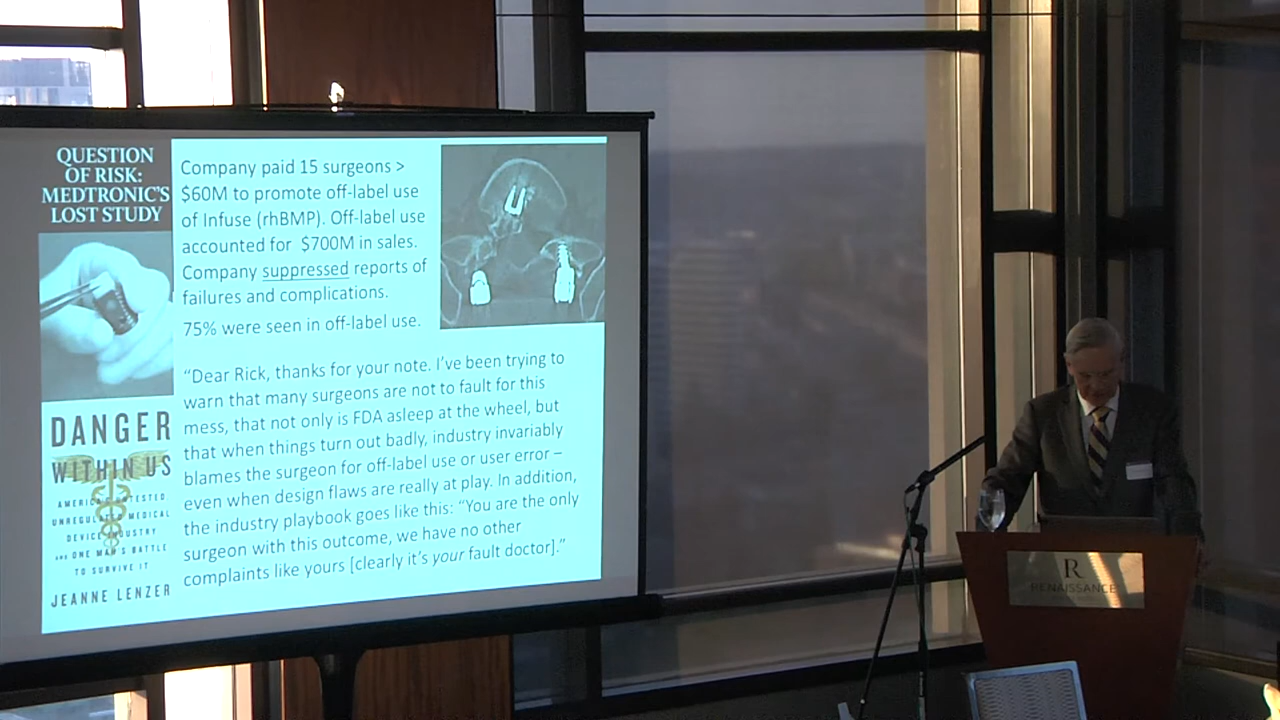 QUESTION
OF RISK:
MEDTRONIC'S
LOST STUDY
Company paid 15 surgeons >
$60M to promote off-label use
of Infuse (rhBMP). Off-label use
accounted for $700M in sales.
Company suppressed reports of
failures and complications.
75% were seen in off-label use.
"Dear Rick, thanks for your note. I've been trying to
warn that many surgeons are not to fault for this
mess, that not only is FDA asleep at the wheel, but
that when things turn out badly, industry invariably
blames the surgeon for off-label use or user error –
even when design flaws are really at play. In addition,
the industry playbook goes like this: "You are the only
surgeon with this outcome, we have no other
complaints like yours [clearly it's your fault doctor]."
DANGER
WITHIN US
MEDICAL
DEVICE INDUSTRY
AND ONE MAN'S BATTLE
TO SURVIVE IT
JEANNE LENZER
R
RENAISSANCE